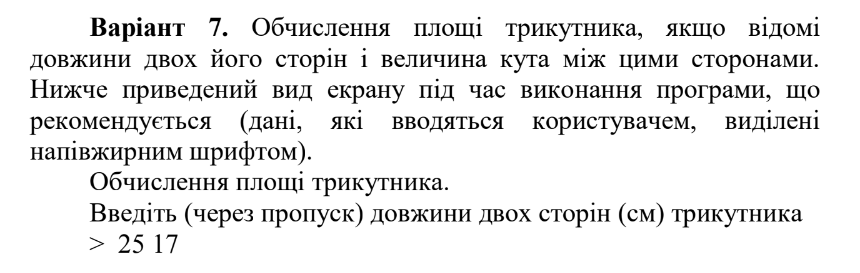 Варіант 7. Обчислення площі трикутника, якщо відомі
довжини двох його сторін і величина кута між цими сторонами.
Нижче приведений вид екрану під час виконання програми, що
рекомендується (дані, які вводяться користувачем, виділені
напівжирним шрифтом).
Обчислення площі трикутника.
Введіть (через пропуск) довжини двох сторін (см) трикутника
> 25 17